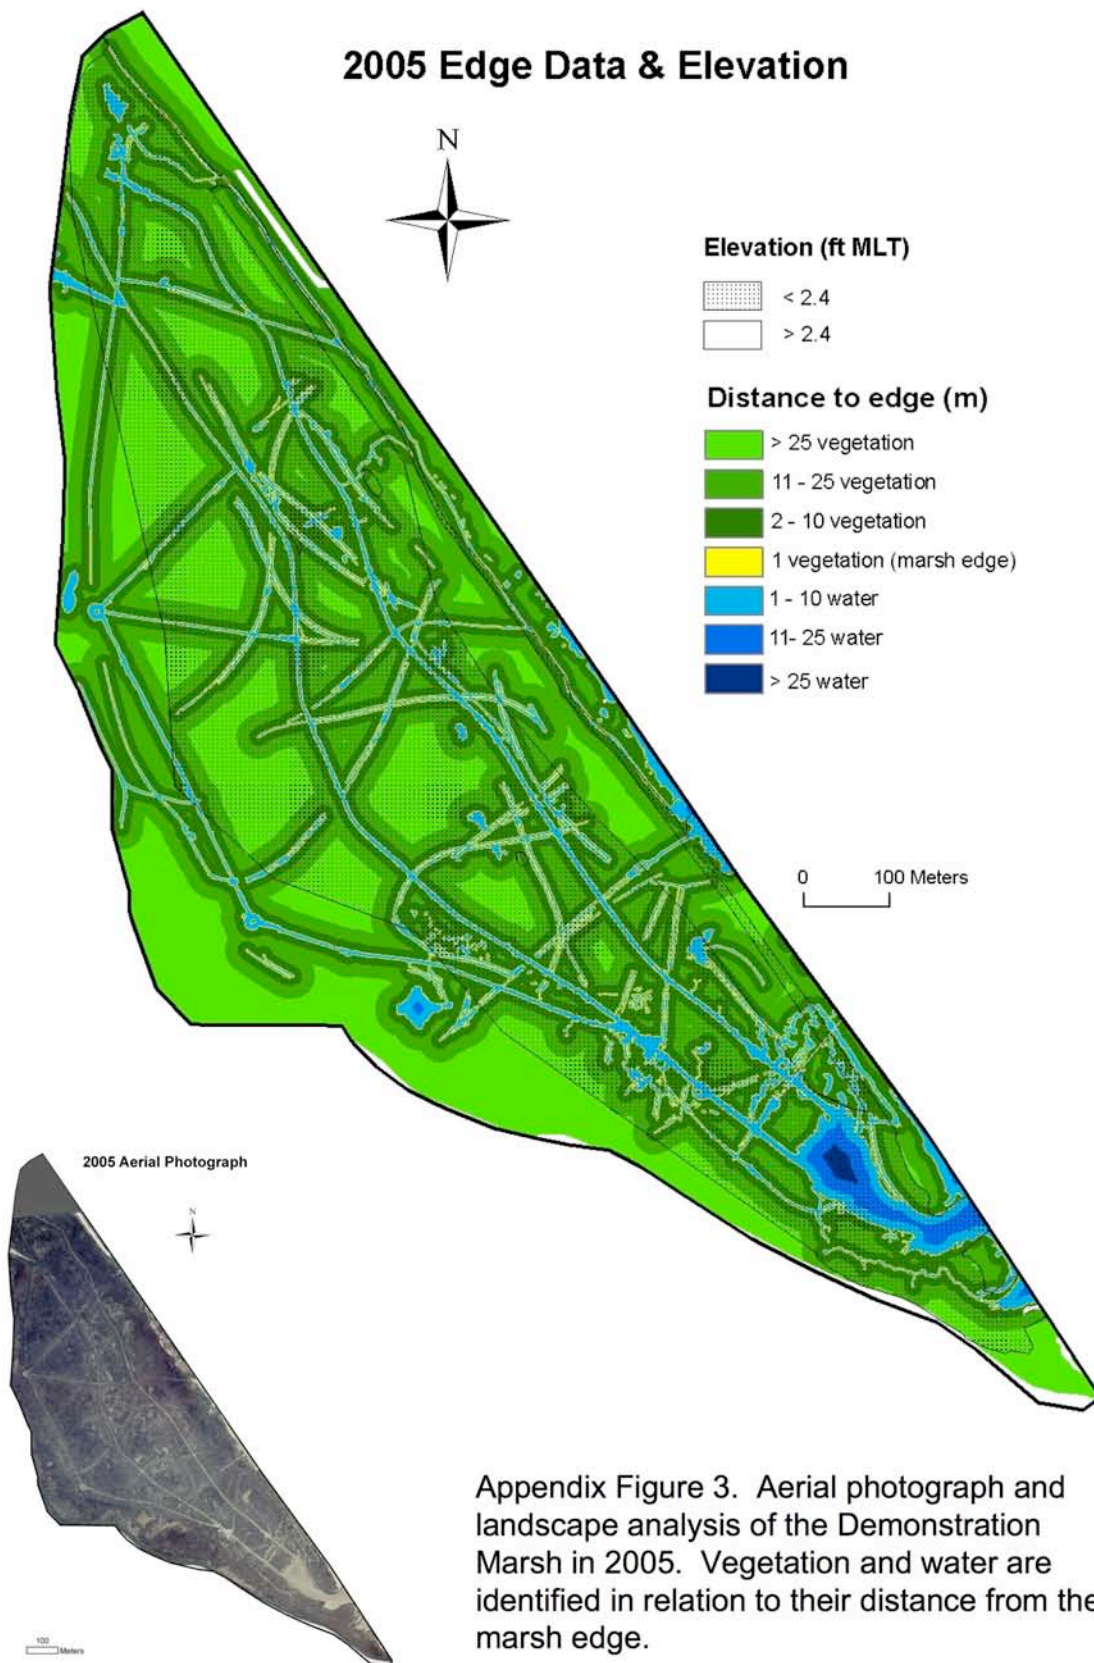 2005 Edge Data & Elevation
N
Elevation (ft MLT)
< 2.4
> 2.4
Distance to edge (m)
> 25 vegetation
11 - 25 vegetation
2 - 10 vegetation
1 vegetation (marsh edge)
1 - 10 water
11- 25 water
> 25 water
0 100 Meters
2005 Aerial Photograph
N
100
Meters
Appendix Figure 3. Aerial photograph and
landscape analysis of the Demonstration
Marsh in 2005. Vegetation and water are
identified in relation to their distance from the
marsh edge.